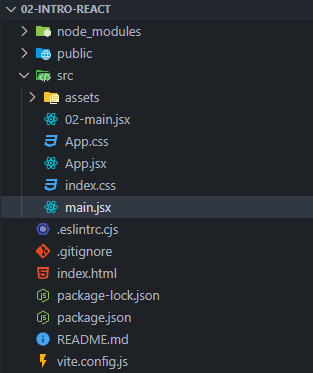 02-INTRO-REACT
node_modules
public
src
assets
02-main.jsx
App.css
App.jsx
index.css
main.jsx
.eslintrc.cjs
.gitignore
index.html
package-lock.json
package.json
README.md
vite.config.js